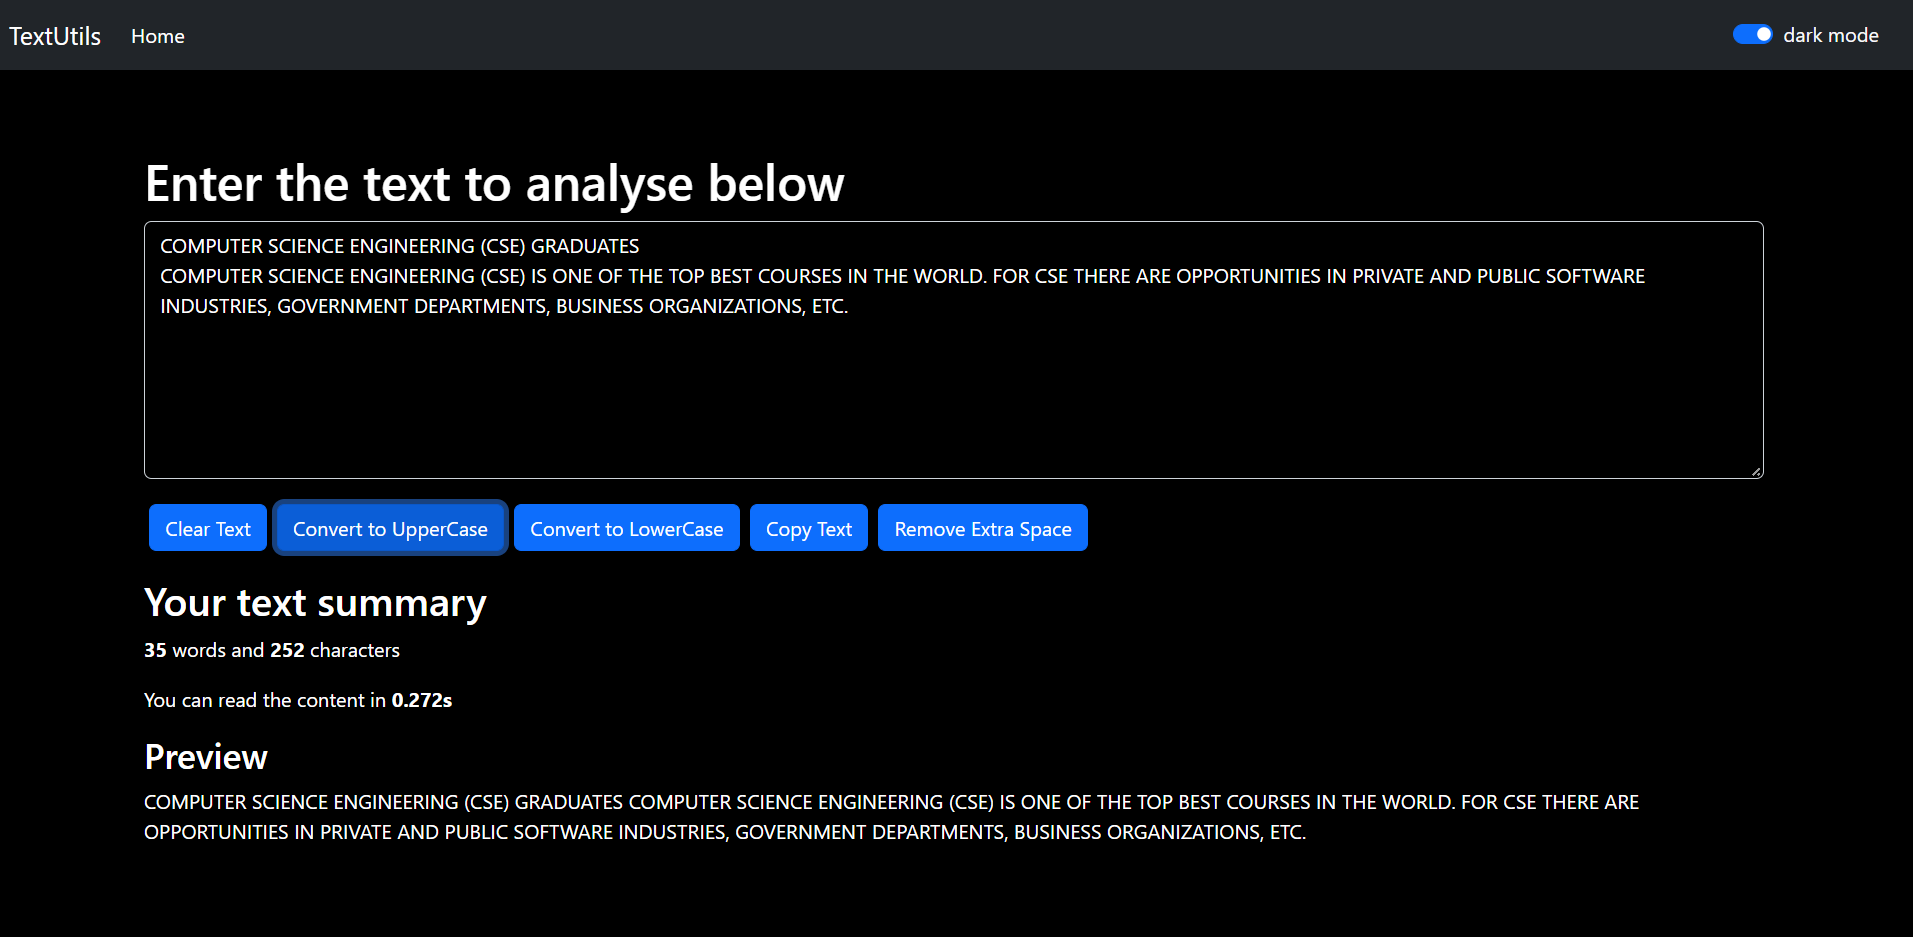 TextUtils Home dark mode
Enter the text to analyse below
COMPUTER SCIENCE ENGINEERING (CSE) GRADUATES
COMPUTER SCIENCE ENGINEERING (CSE) IS ONE OF THE TOP BEST COURSES IN THE WORLD. FOR CSE THERE ARE OPPORTUNITIES IN PRIVATE AND PUBLIC SOFTWARE
INDUSTRIES, GOVERNMENT DEPARTMENTS, BUSINESS ORGANIZATIONS, ETC.
Clear Text Convert to UpperCase Convert to LowerCase Copy Text Remove Extra Space
Your text summary
35 words and 252 characters
You can read the content in 0.272s
Preview
COMPUTER SCIENCE ENGINEERING (CSE) GRADUATES COMPUTER SCIENCE ENGINEERING (CSE) IS ONE OF THE TOP BEST COURSES IN THE WORLD. FOR CSE THERE ARE
OPPORTUNITIES IN PRIVATE AND PUBLIC SOFTWARE INDUSTRIES, GOVERNMENT DEPARTMENTS, BUSINESS ORGANIZATIONS, ETC.